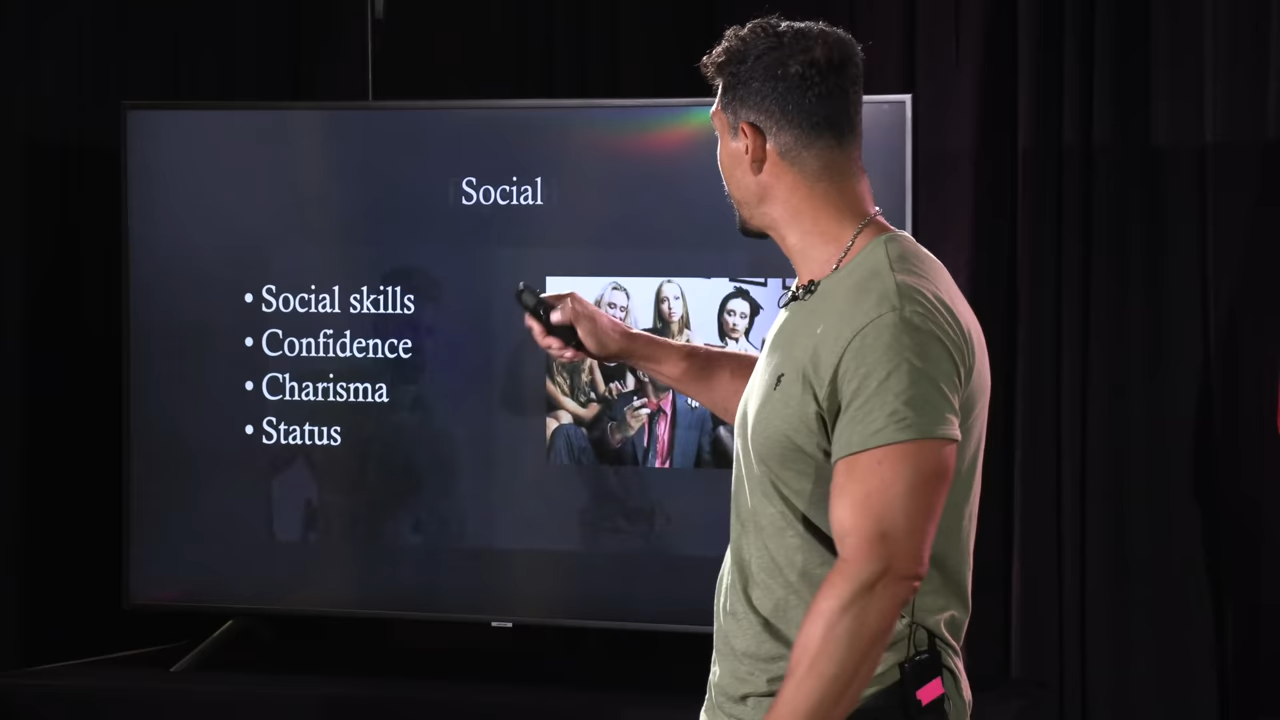 Social
• Social skills
• Confidence
• Charisma
• Status